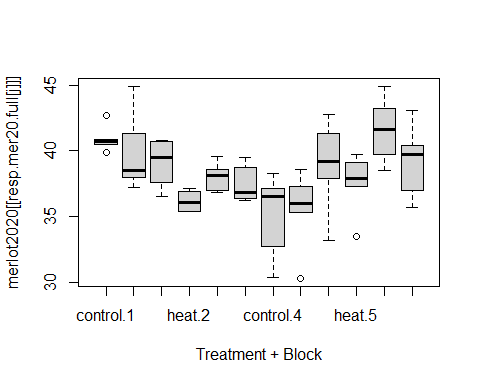 merlot2020[[resp.mer20.full[j]]]
45
40
35
30
control.1 heat.2 control.4 heat.5
Treatment + Block